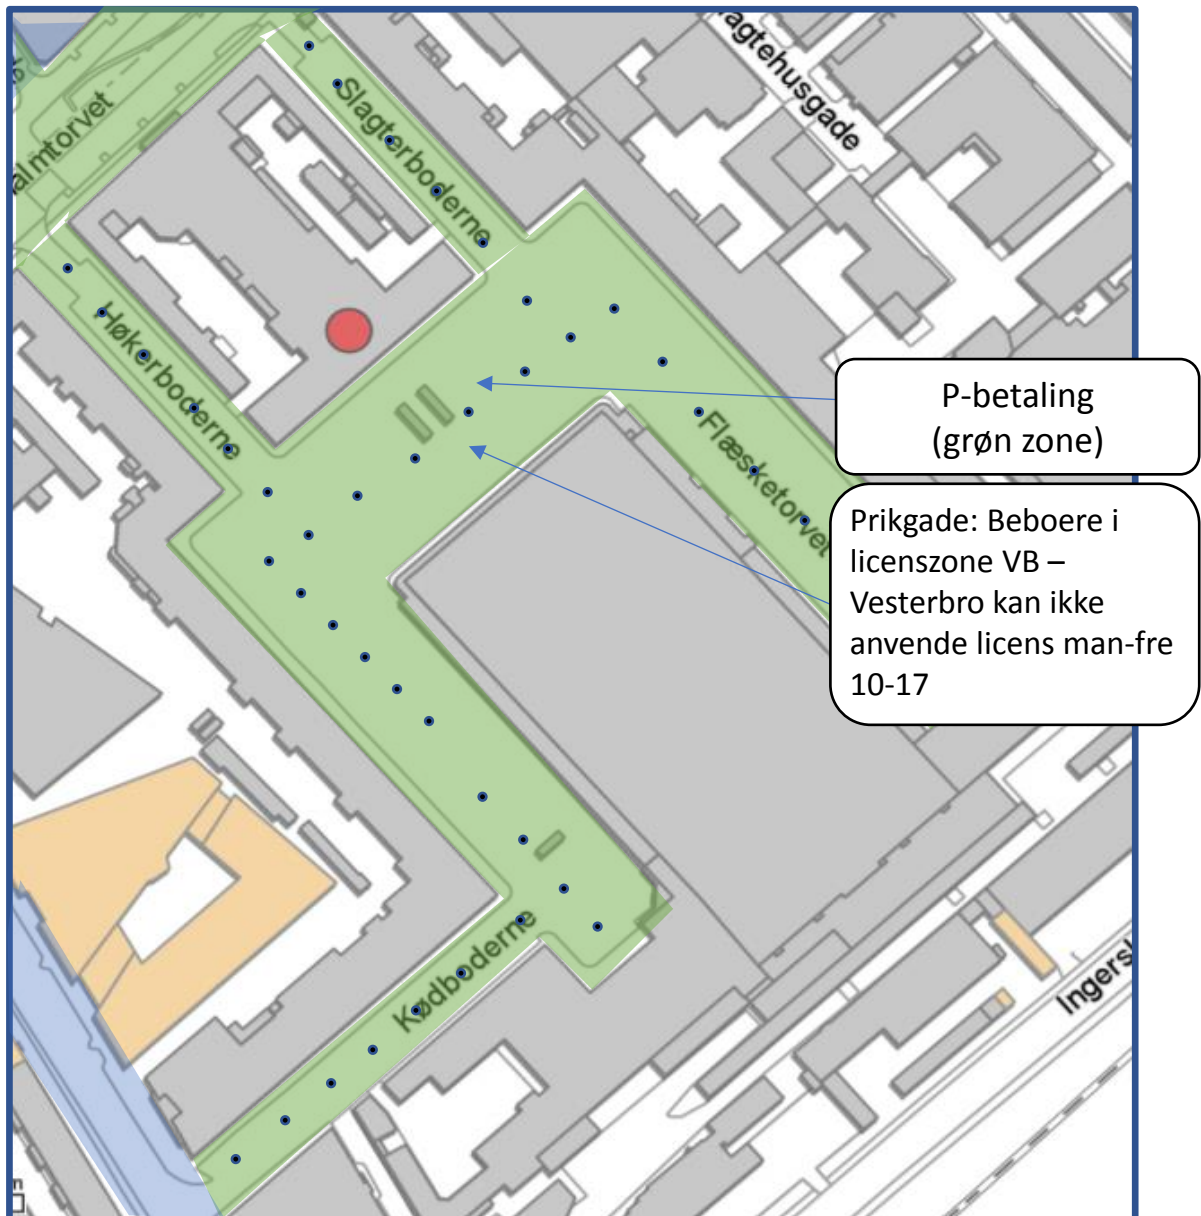 almtorvet
Slagterboderne
agtehusgade
Høkerboderne
P-betaling
(grøn zone)
Flæsketorvet
Prikgade: Beboere i
licenszone VB –
Vesterbro kan ikke
anvende licens man-fre
10-17
Kødboderne
Ingersl